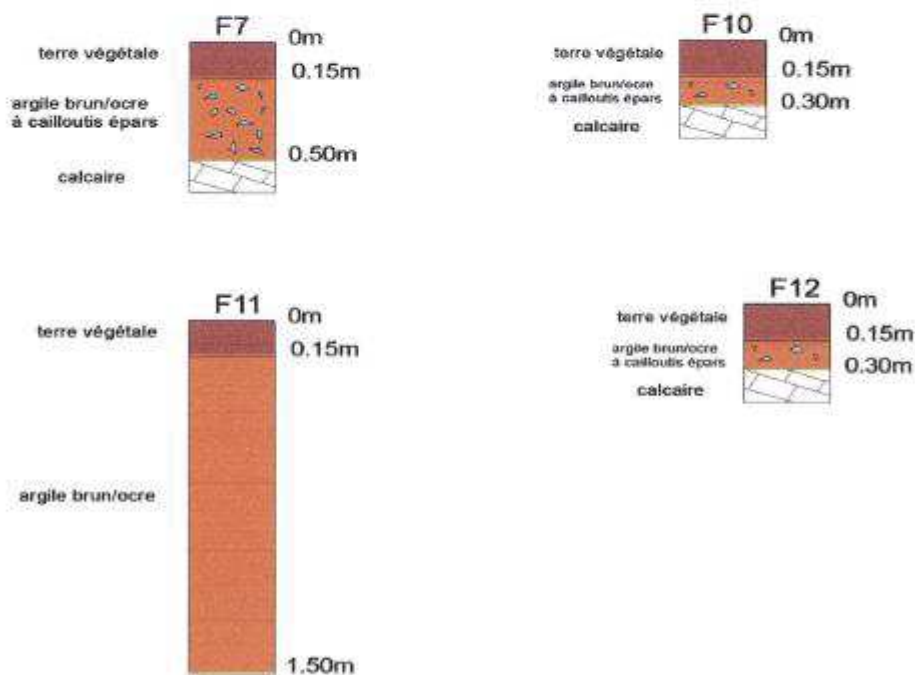 F7
0m
terre végétale
0.15m
argile brun/ocre
à cailloutis épars
0.50m
calcaire
F10
0m
terre végétale
0.15m
argile brun/ocre
à cailloutis épars
0.30m
calcaire
F11
0m
terre végétale
0.15m
argile brun/ocre
1.50m
F12
0m
terre végétale
0.15m
argile brun/ocre
à cailloutis épars
0.30m
calcaire